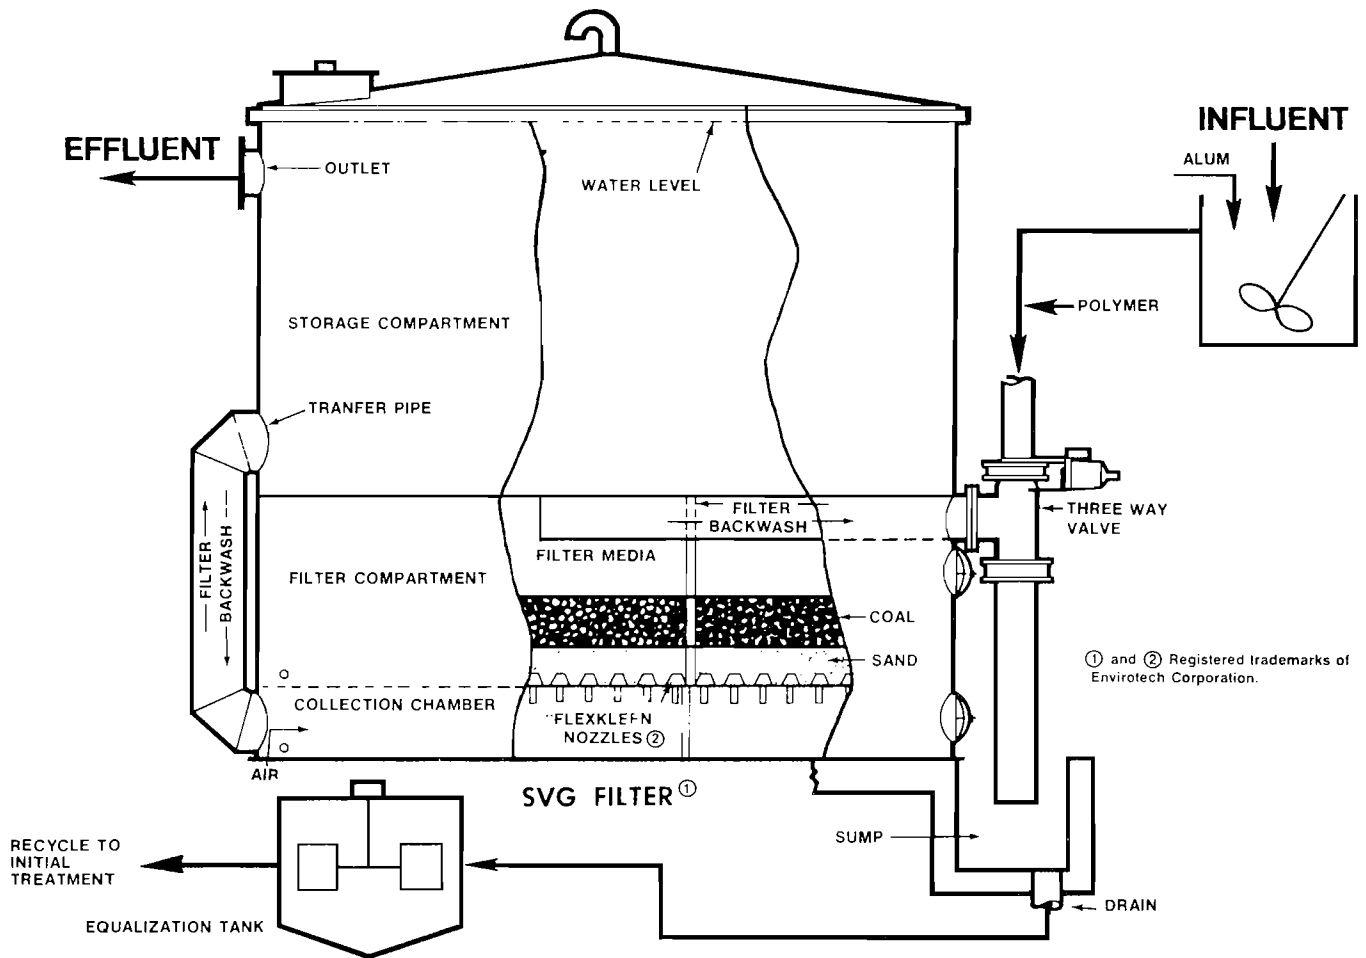 INFLUENT
ALUM
EFFLUENT
OUTLET
WATER LEVEL
POLYMER
STORAGE COMPARTMENT
TRANFER PIPE
FILTER
BACKWASH
FILTER
BACKWASH
THREE WAY
VALVE
FILTER MEDIA
FILTER COMPARTMENT
COAL
SAND
① and ② Registered trademarks of
Envirotech Corporation.
COLLECTION CHAMBER
FLEXKLEEN
NOZZLES ②
AIR
SVG FILTER ①
SUMP
RECYCLE TO
INITIAL
TREATMENT
DRAIN
EQUALIZATION TANK